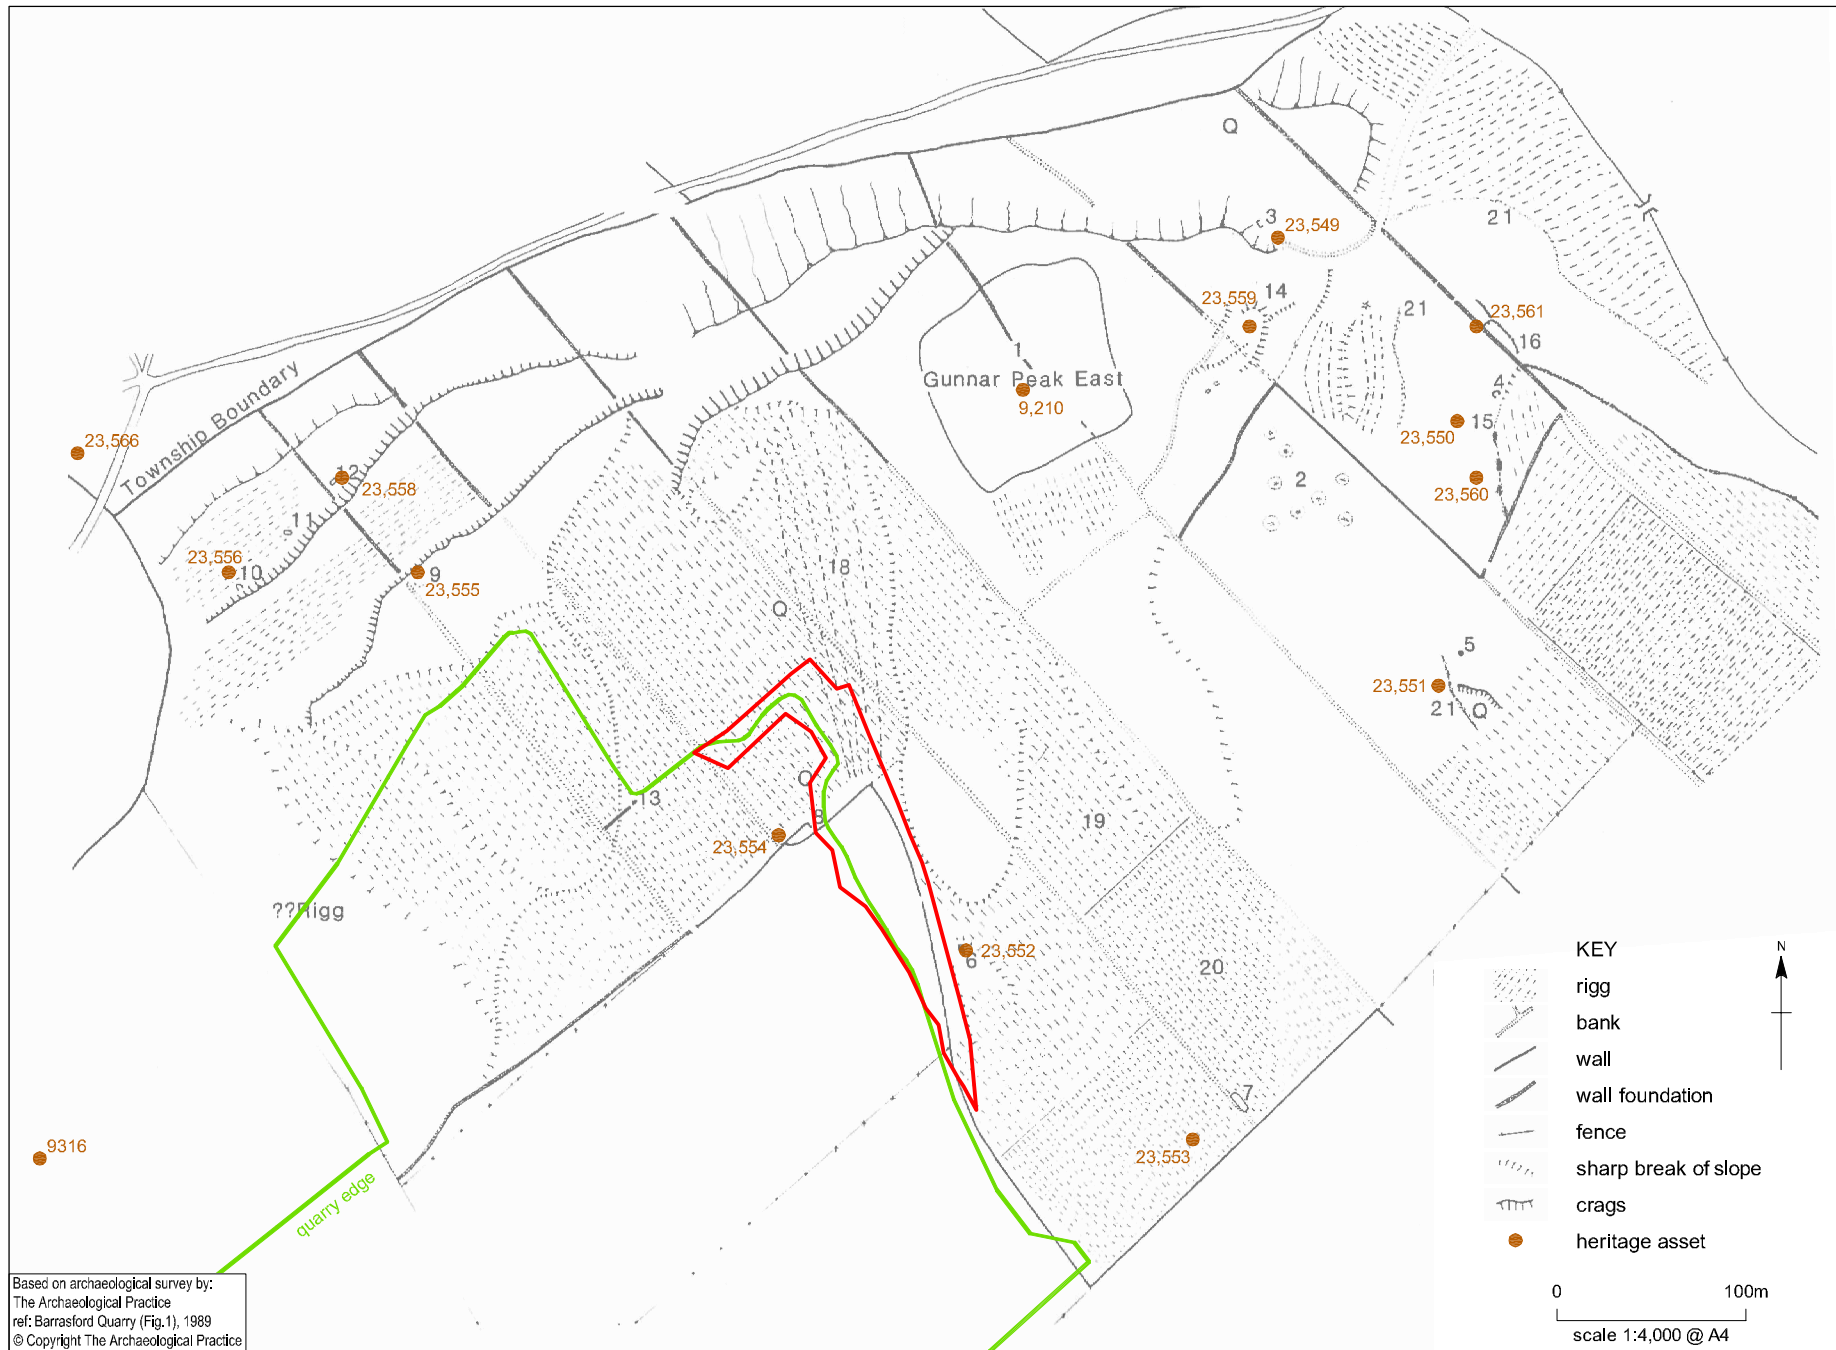 Q
3
23,549
21
23,559
14
21
23,561
16
1
Gunnar Peak East
9,210
4
15
23,550
23,560
2
Township Boundary
23,566
12
23,558
11
23,556
10
9
23,555
18
Q
5
23,551
21
Q
13
8
23,554
19
??Rigg
23,552
6
20
7
23,553
9316
quarry edge
KEY
N
rigg
bank
wall
wall foundation
fence
sharp break of slope
crags
heritage asset
0 100m
scale 1:4,000 @ A4
Based on archaeological survey by:
The Archaeological Practice
ref: Barrasford Quarry (Fig.1), 1989
© Copyright The Archaeological Practice